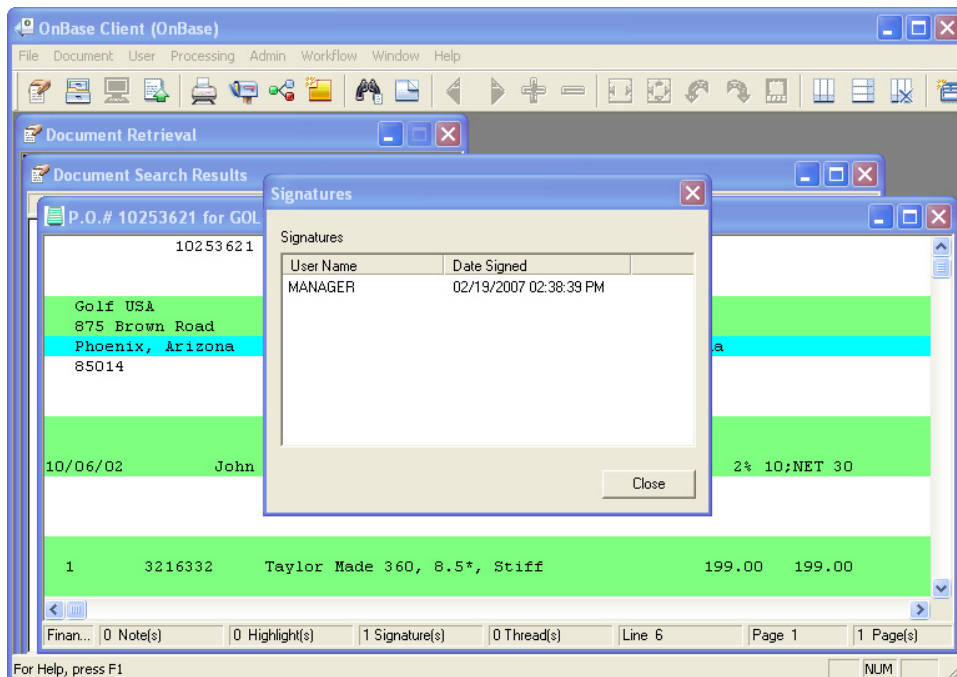 OnBase Client (OnBase)
File Document User Processing Admin Workflow Window Help
Document Retrieval
Document Search Results
P.O.# 10253621 for GOL
10253621
Golf USA
875 Brown Road
Phoenix, Arizona a
85014
10/06/02 John 2% 10;NET 30
1 3216332 Taylor Made 360, 8.5*, Stiff 199.00 199.00
Signatures
Signatures
User Name Date Signed
MANAGER 02/19/2007 02:38:39 PM
Close
Finan... 0 Note(s) 0 Highlight(s) 1 Signature(s) 0 Thread(s) Line 6 Page 1 1 Page(s)
For Help, press F1 NUM